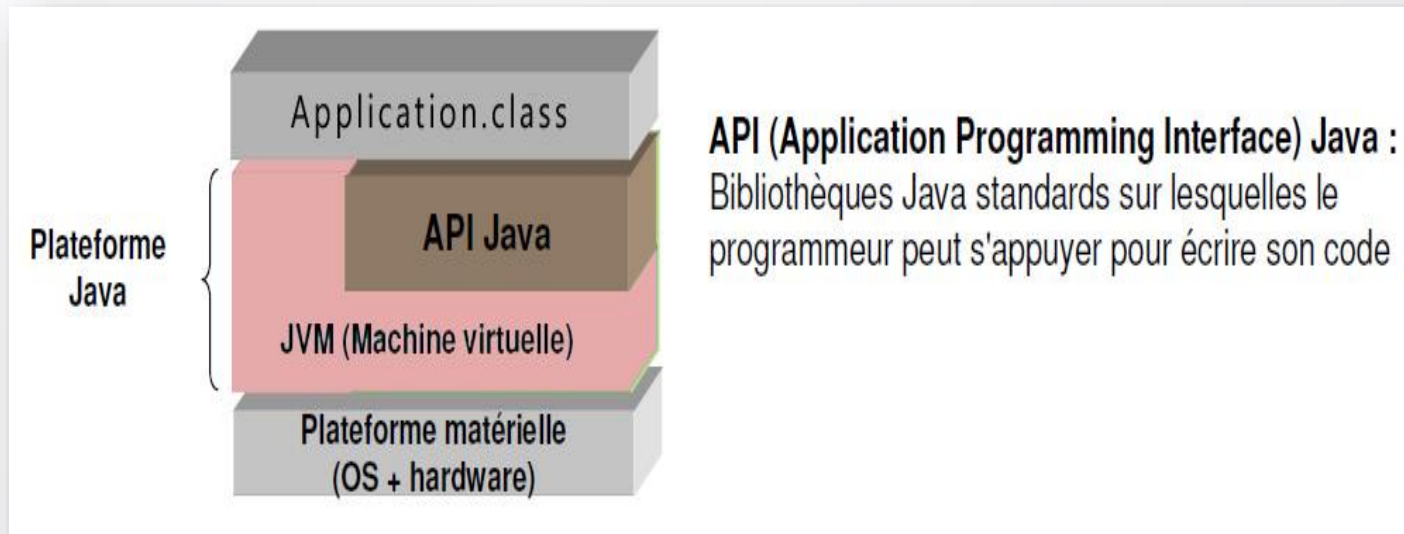 Application.class
API Java
Plateforme
Java
JVM (Machine virtuelle)
Plateforme matérielle
(OS + hardware)
API (Application Programming Interface) Java :
Bibliothèques Java standards sur lesquelles le
programmeur peut s'appuyer pour écrire son code